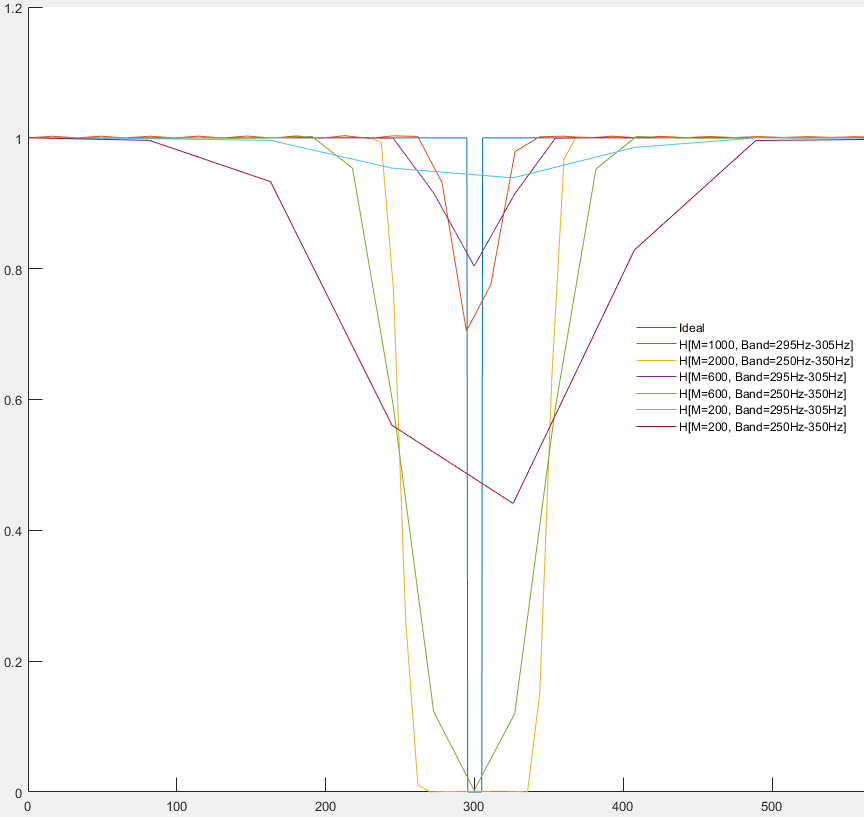 1.2
1
0.8
0.6
0.4
0.2
0
Ideal
H[M=1000, Band=295Hz-305Hz]
H[M=2000, Band=250Hz-350Hz]
H[M=600, Band=295Hz-305Hz]
H[M=600, Band=250Hz-350Hz]
H[M=200, Band=295Hz-305Hz]
H[M=200, Band=250Hz-350Hz]
0 100 200 300 400 500